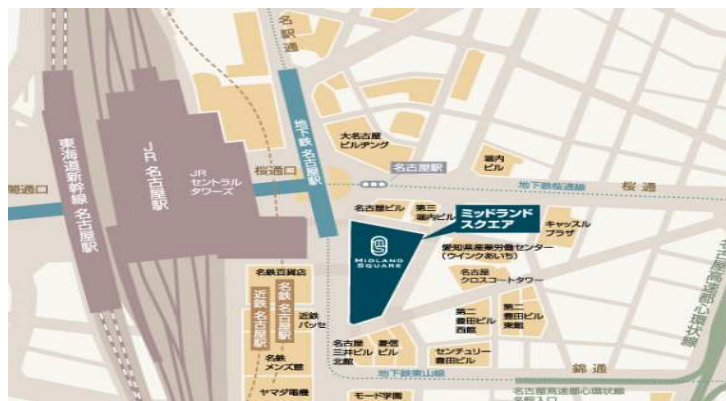 名駅通
大名古屋
ビルヂング
堀内
ビル
名古屋駅
地下鉄 名古屋駅
桜通口
JR
セントラル
タワーズ
JR 名古屋駅
東海道新幹線 名古屋駅
地下鉄桜通線
桜通
名古屋ビル
第三
堀内ビル
ミッドランド
スクエア
キャッスル
プラザ
愛知県産業労働センター
(ウインクあいち)
MIDLAND
SQUARE
名古屋
クロスコートタワー
名鉄百貨店
名鉄 名古屋駅
近鉄 名古屋駅
近鉄
パッセ
第二
豊田ビル
西館
第二
豊田ビル
東館
名古屋
三井ビル
北館
菱信
ビル
センチュリー
豊田ビル
名鉄
メンズ館
ヤマダ電機
地下鉄東山線
錦通
モード学園
名古屋高速都心環状線
名古屋高速都心環状線